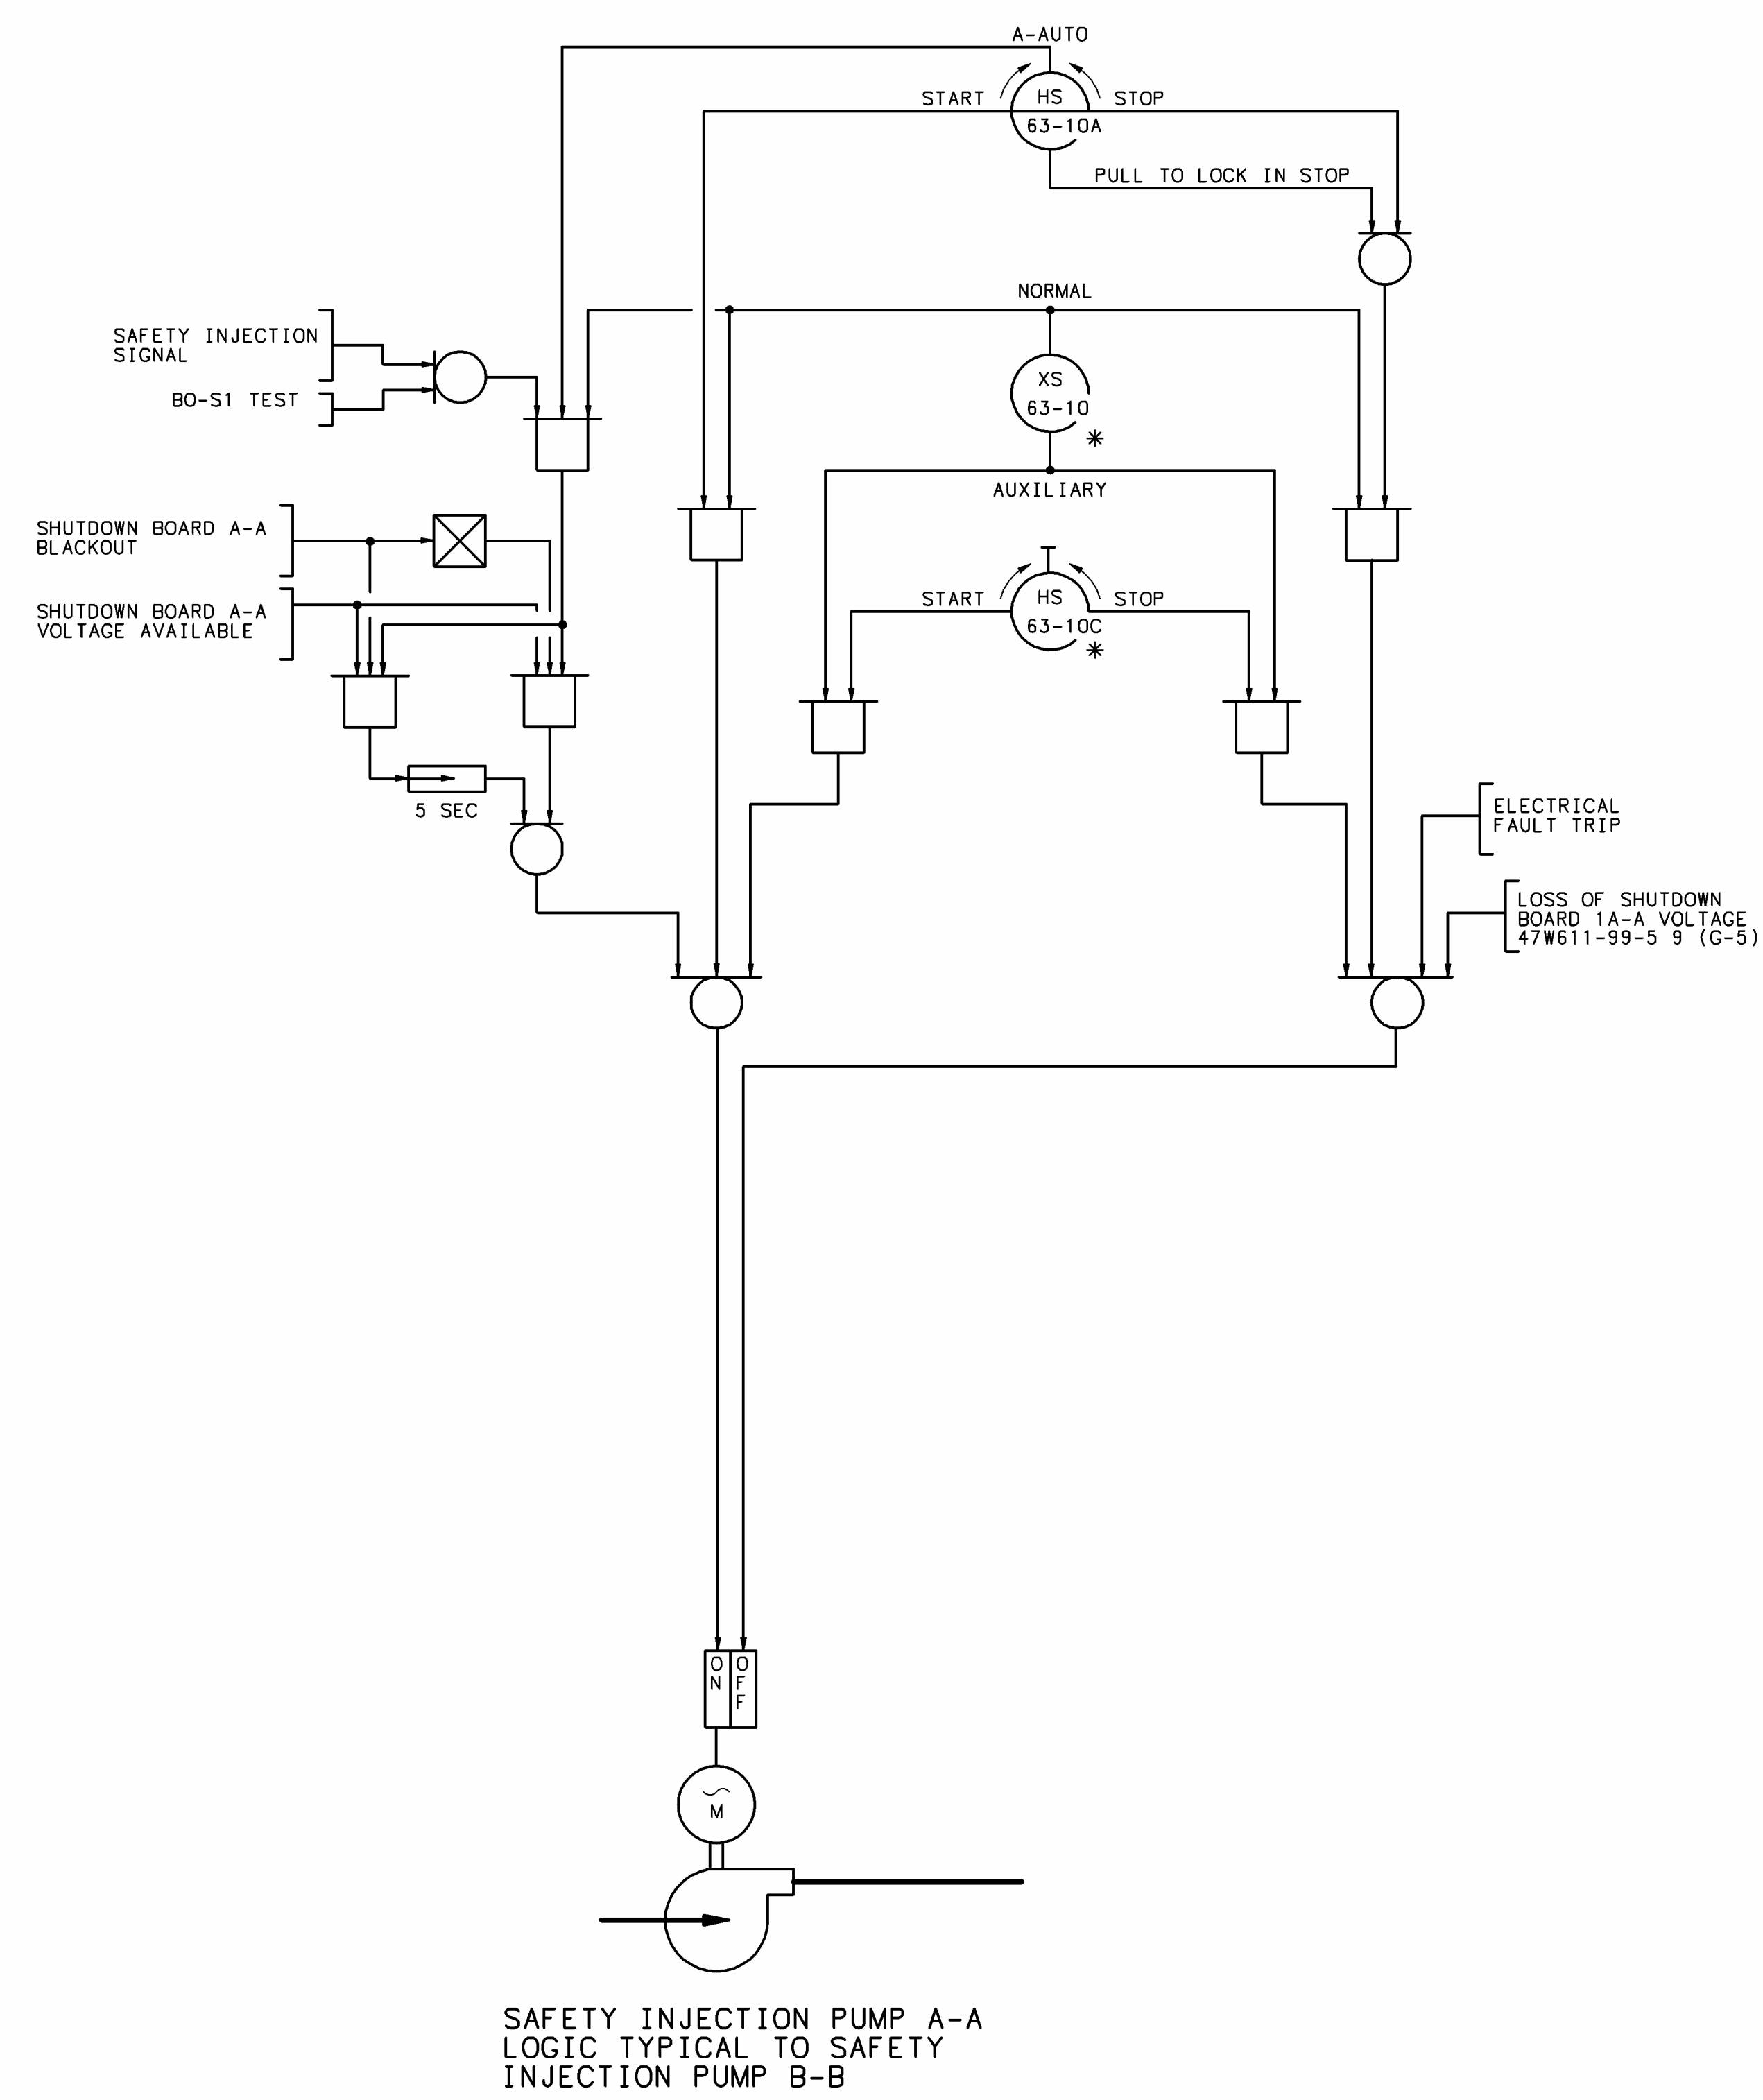 A-AUTO
START
HS
63-10A
STOP
PULL TO LOCK IN STOP
NORMAL
SAFETY INJECTION
SIGNAL
BO-S1 TEST
XS
63-10
*
AUXILIARY
SHUTDOWN BOARD A-A
BLACKOUT
SHUTDOWN BOARD A-A
VOLTAGE AVAILABLE
START
HS
63-10C
STOP
*
5 SEC
ELECTRICAL
FAULT TRIP
LOSS OF SHUTDOWN
BOARD 1A-A VOLTAGE
47W611-99-5 9 (G-5)
ON
OFF
M
SAFETY INJECTION PUMP A-A
LOGIC TYPICAL TO SAFETY
INJECTION PUMP B-B